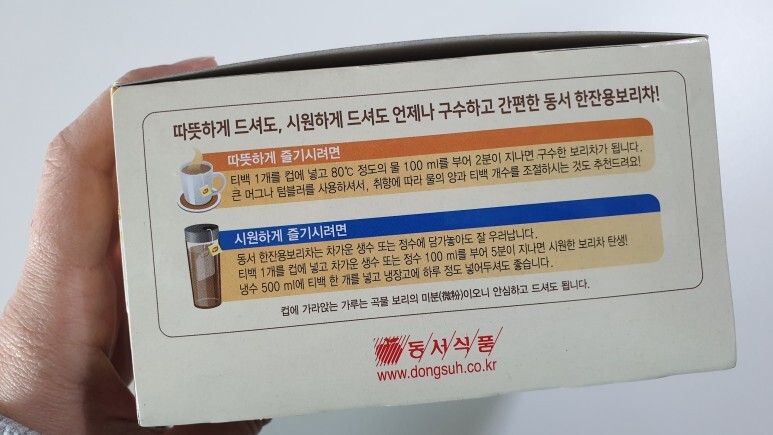 따뜻하게 드셔도, 시원하게 드셔도 언제나 구수하고 간편한 동서 한잔용보리차!
따뜻하게 즐기시려면
티백 1개를 컵에 넣고 80℃ 정도의 물 100 ml를 부어 2분이 지나면 구수한 보리차가 됩니다.
큰 머그나 텀블러를 사용하셔서, 취향에 따라 물의 양과 티백 개수를 조절하시는 것도 추천드려요!
시원하게 즐기시려면
동서 한잔용보리차는 차가운 생수 또는 정수에 담가놓아도 잘 우러납니다.
티백 1개를 컵에 넣고 차가운 생수 또는 정수 100 ml를 부어 5분이 지나면 시원한 보리차 탄생!
냉수 500 ml에 티백 한 개를 넣고 냉장고에 하루 정도 넣어두셔도 좋습니다.
컵에 가라앉는 가루는 곡물 보리의 미분(微粉)이오니 안심하고 드셔도 됩니다.
동서식품
www.dongsuh.co.kr